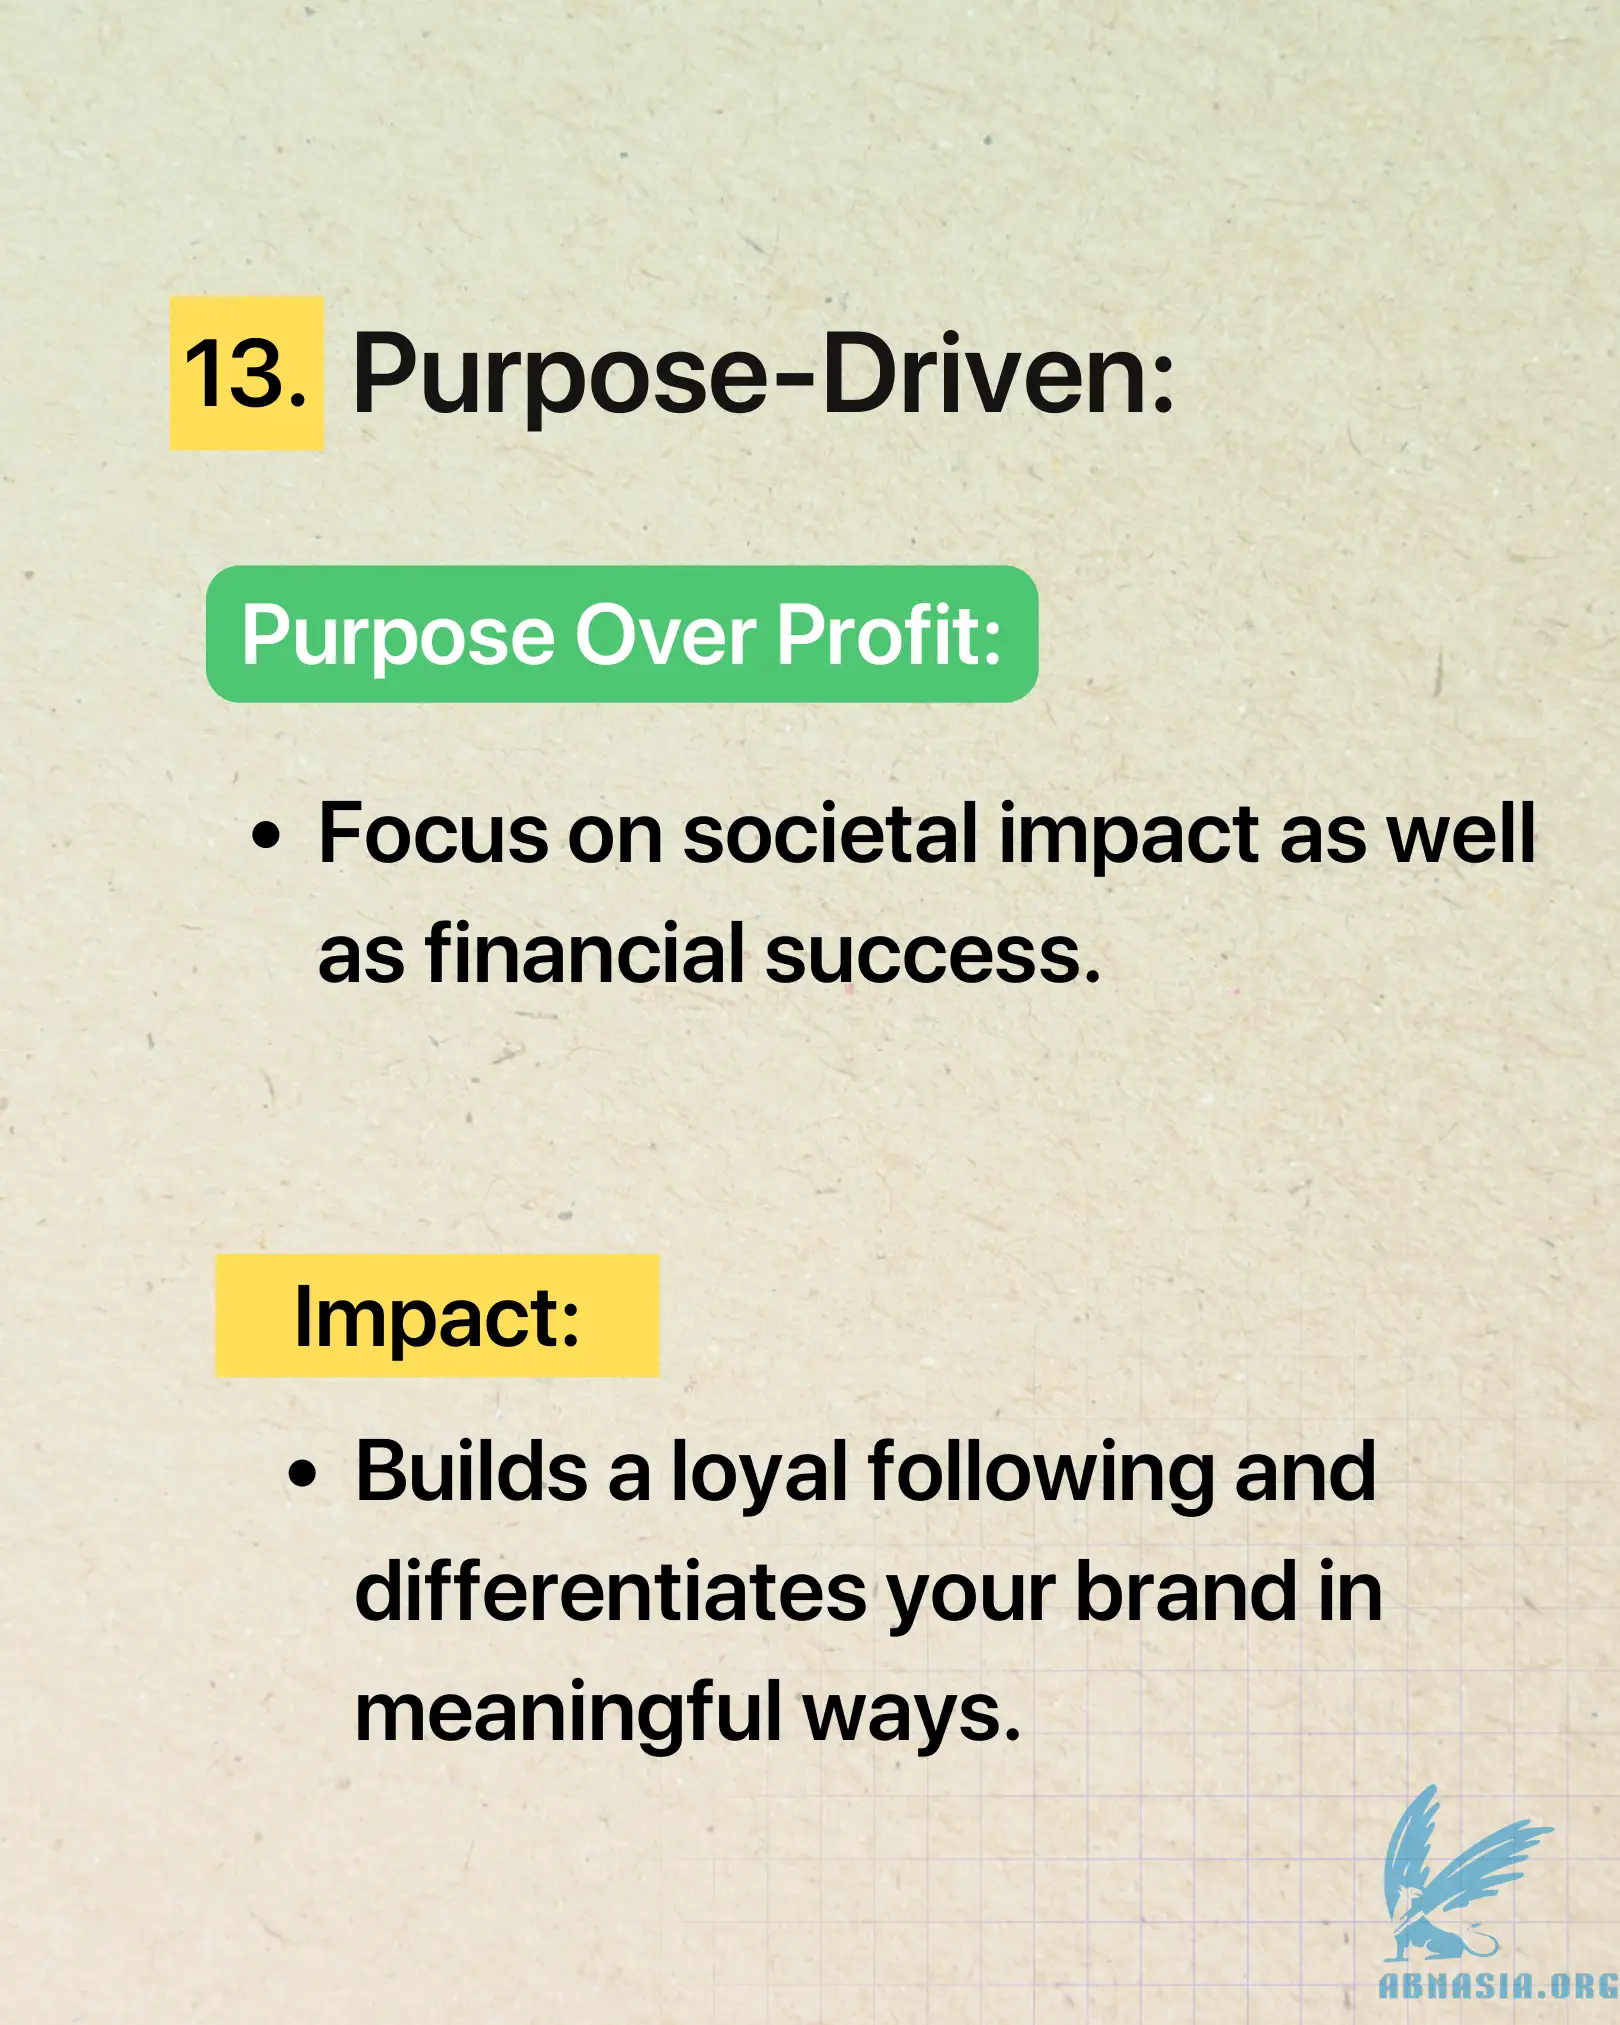 13. Purpose-Driven:
Purpose Over Profit:
• Focus on societal impact as well
as financial success.
Impact:
• Builds a loyal following and
differentiates your brand in
meaningful ways.
ABNASIA.ORG